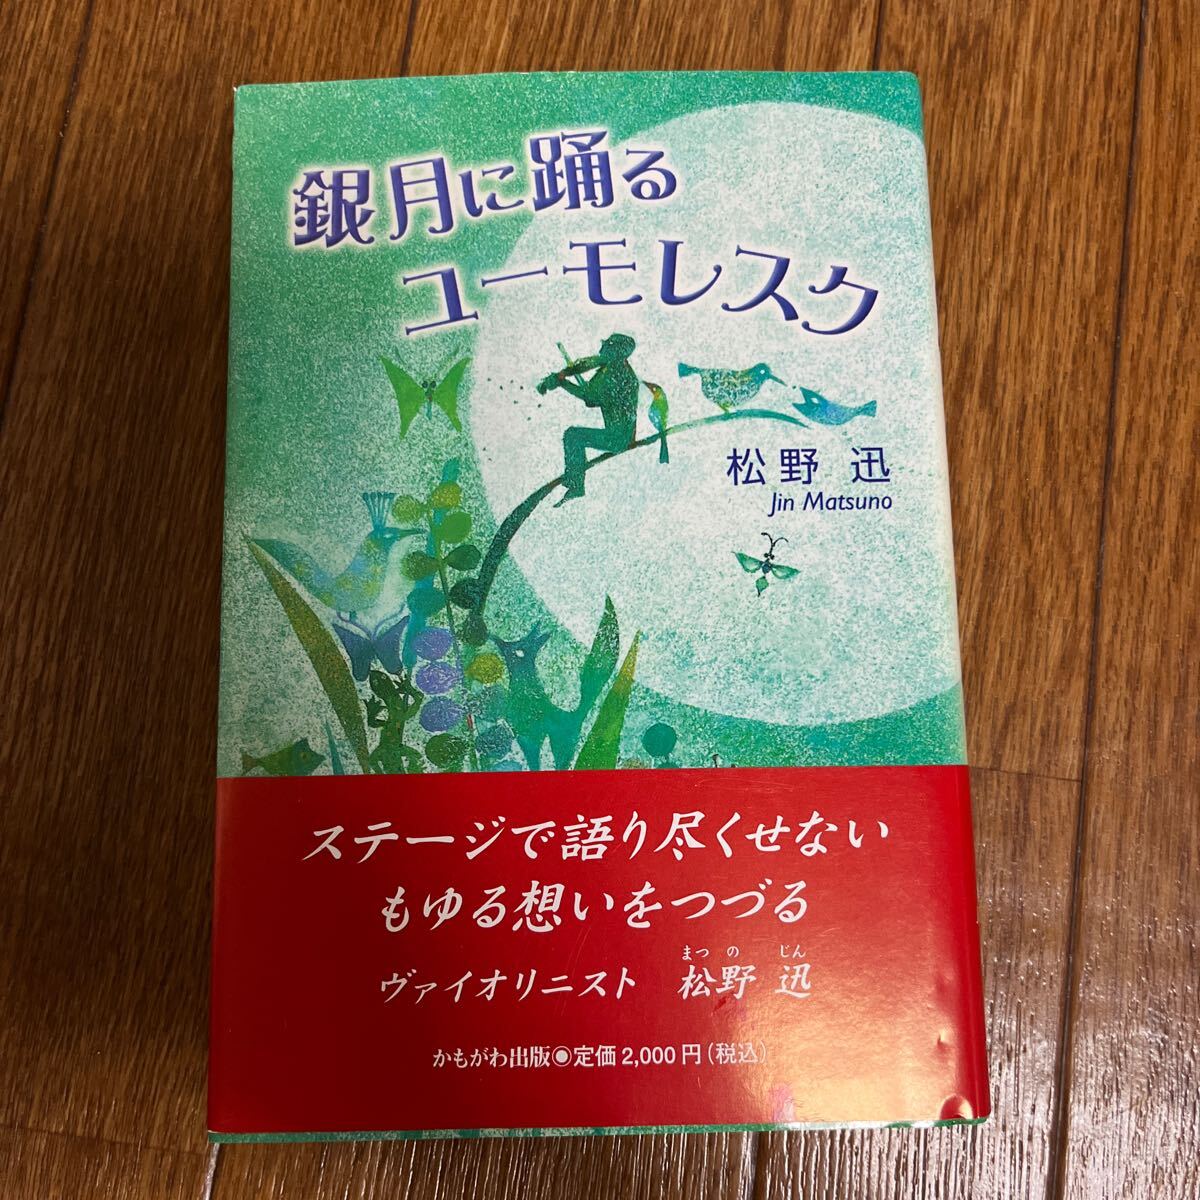 銀月に踊る
ユーモレスク
松野 迅
Jin Matsuno
ステージで語り尽くせない
もゆる想いをつづる
まつ の じん
ヴァイオリニスト 松野 迅
かもがわ出版◉定価2,000円（税込）